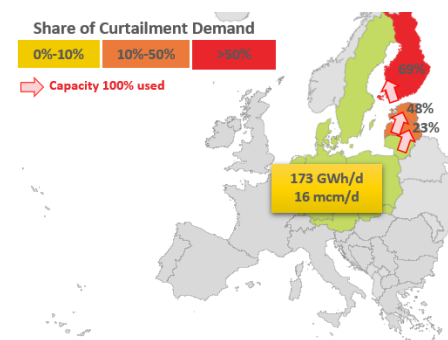 Share of Curtailment Demand
0%-10% 10%-50% >50%
Capacity 100% used
69%
48%
23%
173 GWh/d
16 mcm/d